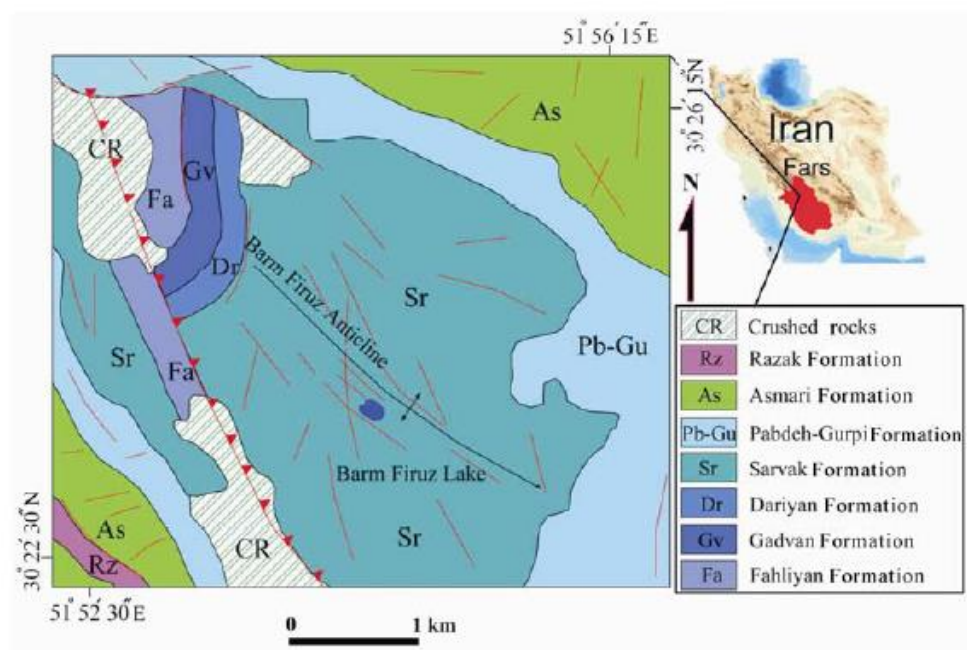 51° 56′ 15″ E
30° 26′ 15″ N
As
CR
Gv
Fa
Dr
Barm Firuz Anticline
Sr
Pb-Gu
Sr
Fa
Barm Firuz Lake
As
Rz
CR
Sr
30° 22′ 30″ N
51° 52′ 30″ E
0 1 km
Iran
Fars
N
CR Crushed rocks
Rz Razak Formation
As Asmari Formation
Pb-Gu Pabdeh-Gurpi Formation
Sr Sarvak Formation
Dr Dariyan Formation
Gv Gadvan Formation
Fa Fahliyan Formation